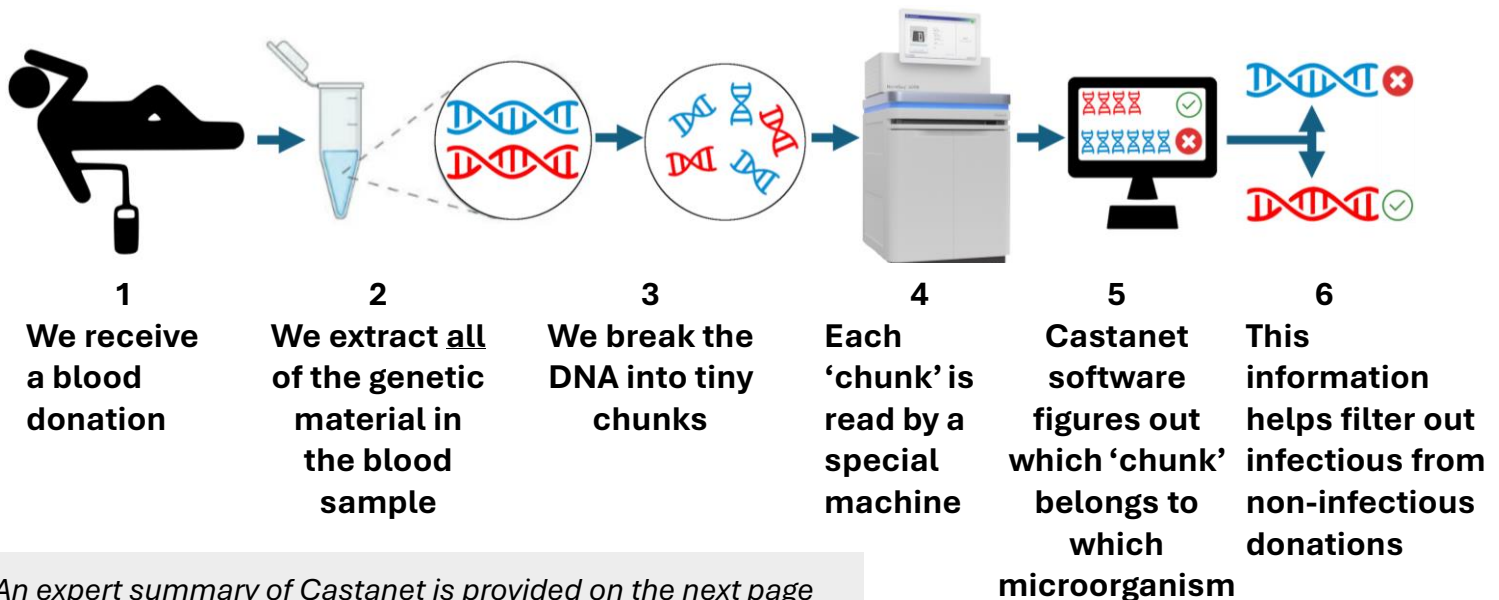 1
We receive
a blood
donation
2
We extract all
of the genetic
material in
the blood
sample
3
We break the
DNA into tiny
chunks
4
Each
‘chunk’ is
read by a
special
machine
5
Castanet
software
figures out
which ‘chunk’
belongs to
which
microorganism
6
This
information
helps filter out
infectious from
non-infectious
donations
An expert summary of Castanet is provided on the next page